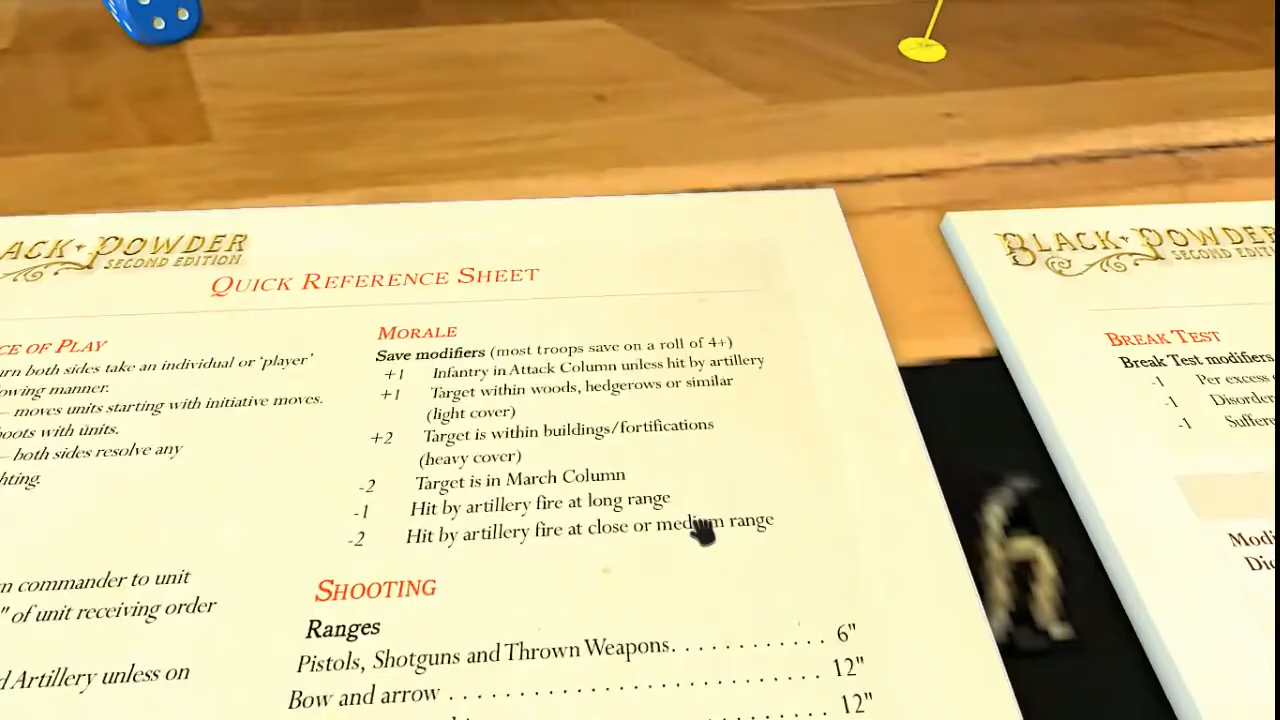 ACK POWDER
SECOND EDITION
QUICK REFERENCE SHEET
CE OF PLAY
urn both sides take an individual or 'player'
owing manner.
– moves units starting with initiative moves.
oots with units.
– both sides resolve any
hting.
m commander to unit
" of unit receiving order
d Artillery unless on
MORALE
Save modifiers (most troops save on a roll of 4+)
+1 Infantry in Attack Column unless hit by artillery
+1 Target within woods, hedgerows or similar
(light cover)
+2 Target is within buildings/fortifications
(heavy cover)
-2 Target is in March Column
-1 Hit by artillery fire at long range
-2 Hit by artillery fire at close or medium range
SHOOTING
Ranges
Pistols, Shotguns and Thrown Weapons. . . . . . . . . . . . 6"
Bow and arrow . . . . . . . . . . . . . . . . . . . . . . . . . . 12"
12"
BLACK POWDER
SECOND EDITI
BREAK TEST
Break Test modifiers
-1 Per excess
-1 Disorder
-1 Suffere
Modi
Dic